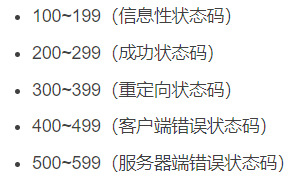 • 100~199（信息性状态码）
• 200~299（成功状态码）
• 300~399（重定向状态码）
• 400~499（客户端错误状态码）
• 500~599（服务器端错误状态码）